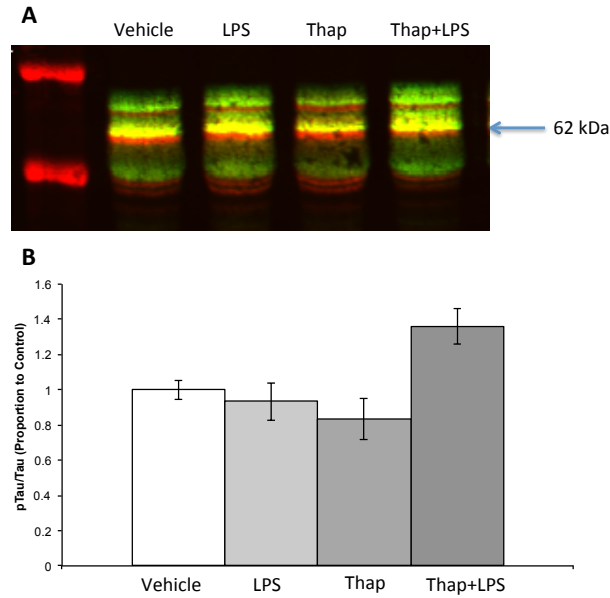 A
Vehicle LPS Thap Thap+LPS
62 kDa
B
pTau/Tau (Proportion to Control)
1.6
1.4
1.2
1
0.8
0.6
0.4
0.2
0
Vehicle LPS Thap Thap+LPS